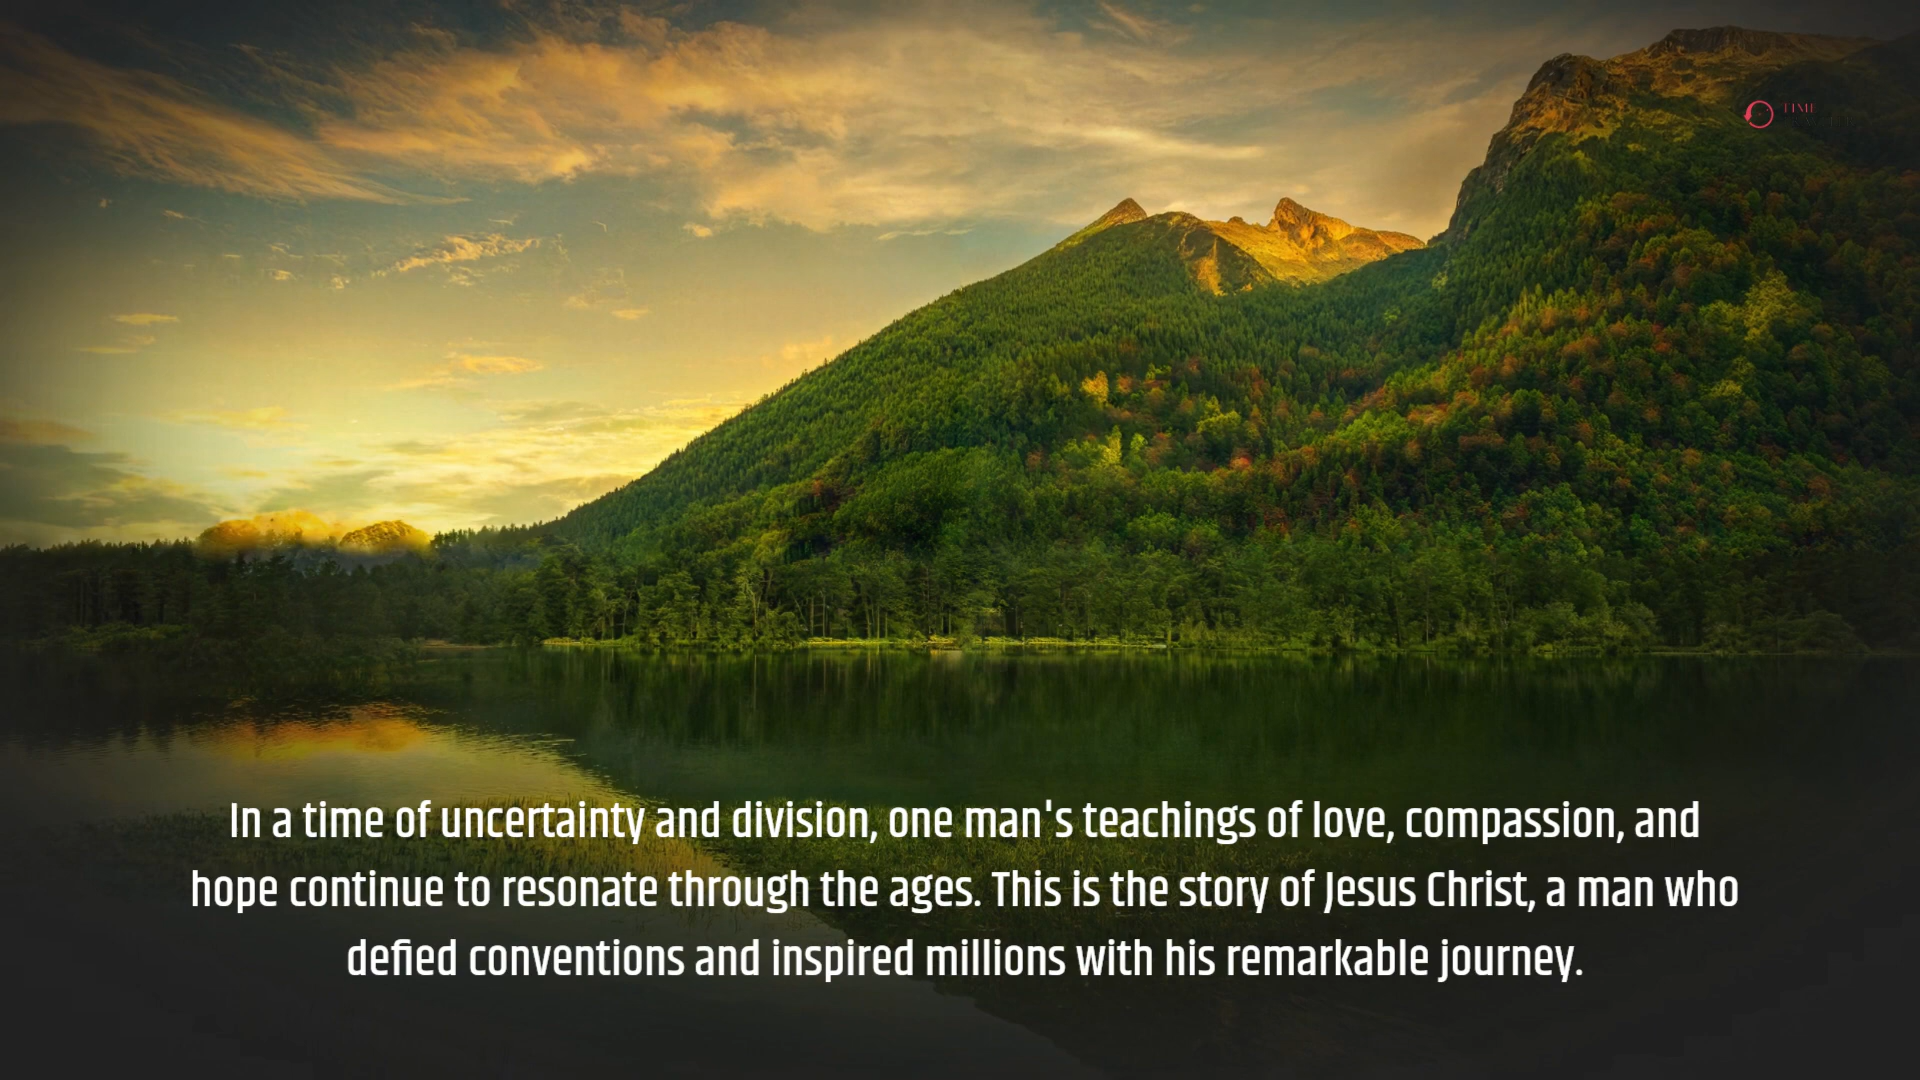 TIME
In a time of uncertainty and division, one man's teachings of love, compassion, and
hope continue to resonate through the ages. This is the story of Jesus Christ, a man who
defied conventions and inspired millions with his remarkable journey.